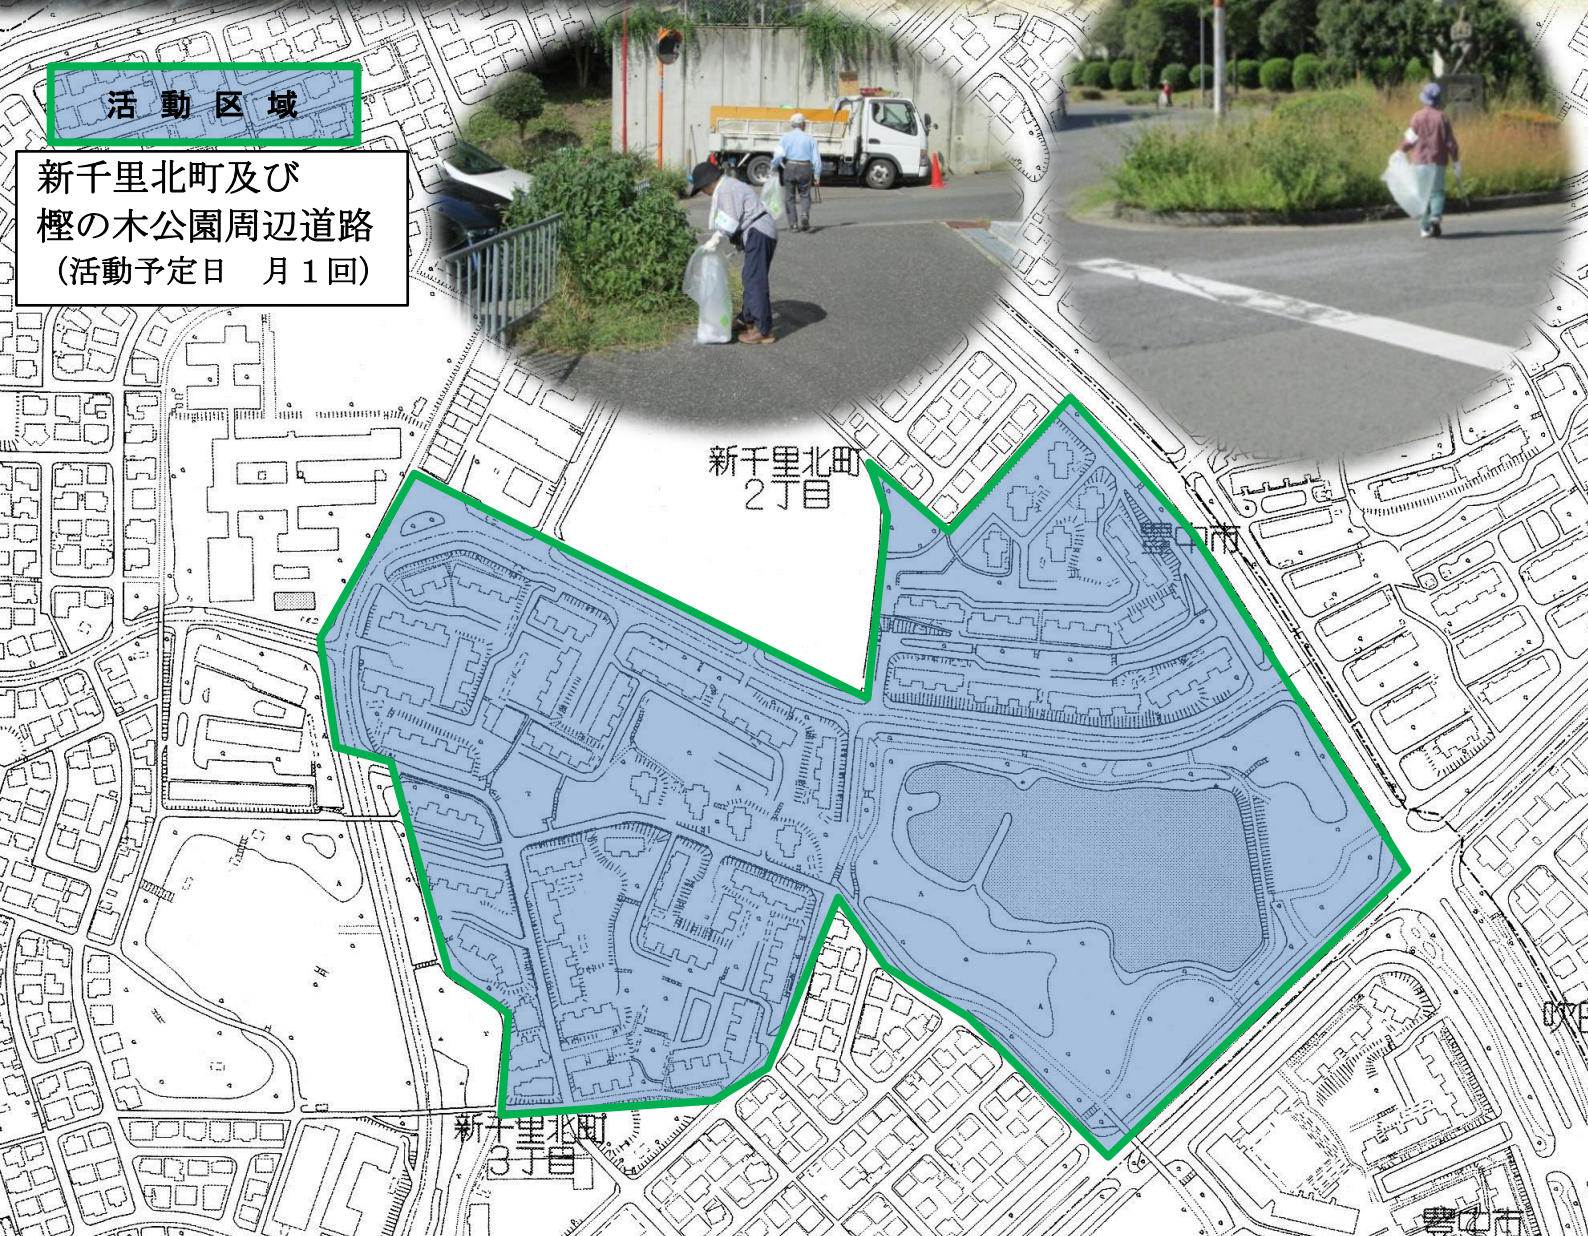 活動区域
新千里北町及び
樫の木公園周辺道路
（活動予定日　月１回）
新千里北町
2丁目
豊中市
新千里北町
3丁目
吹田
豊中市